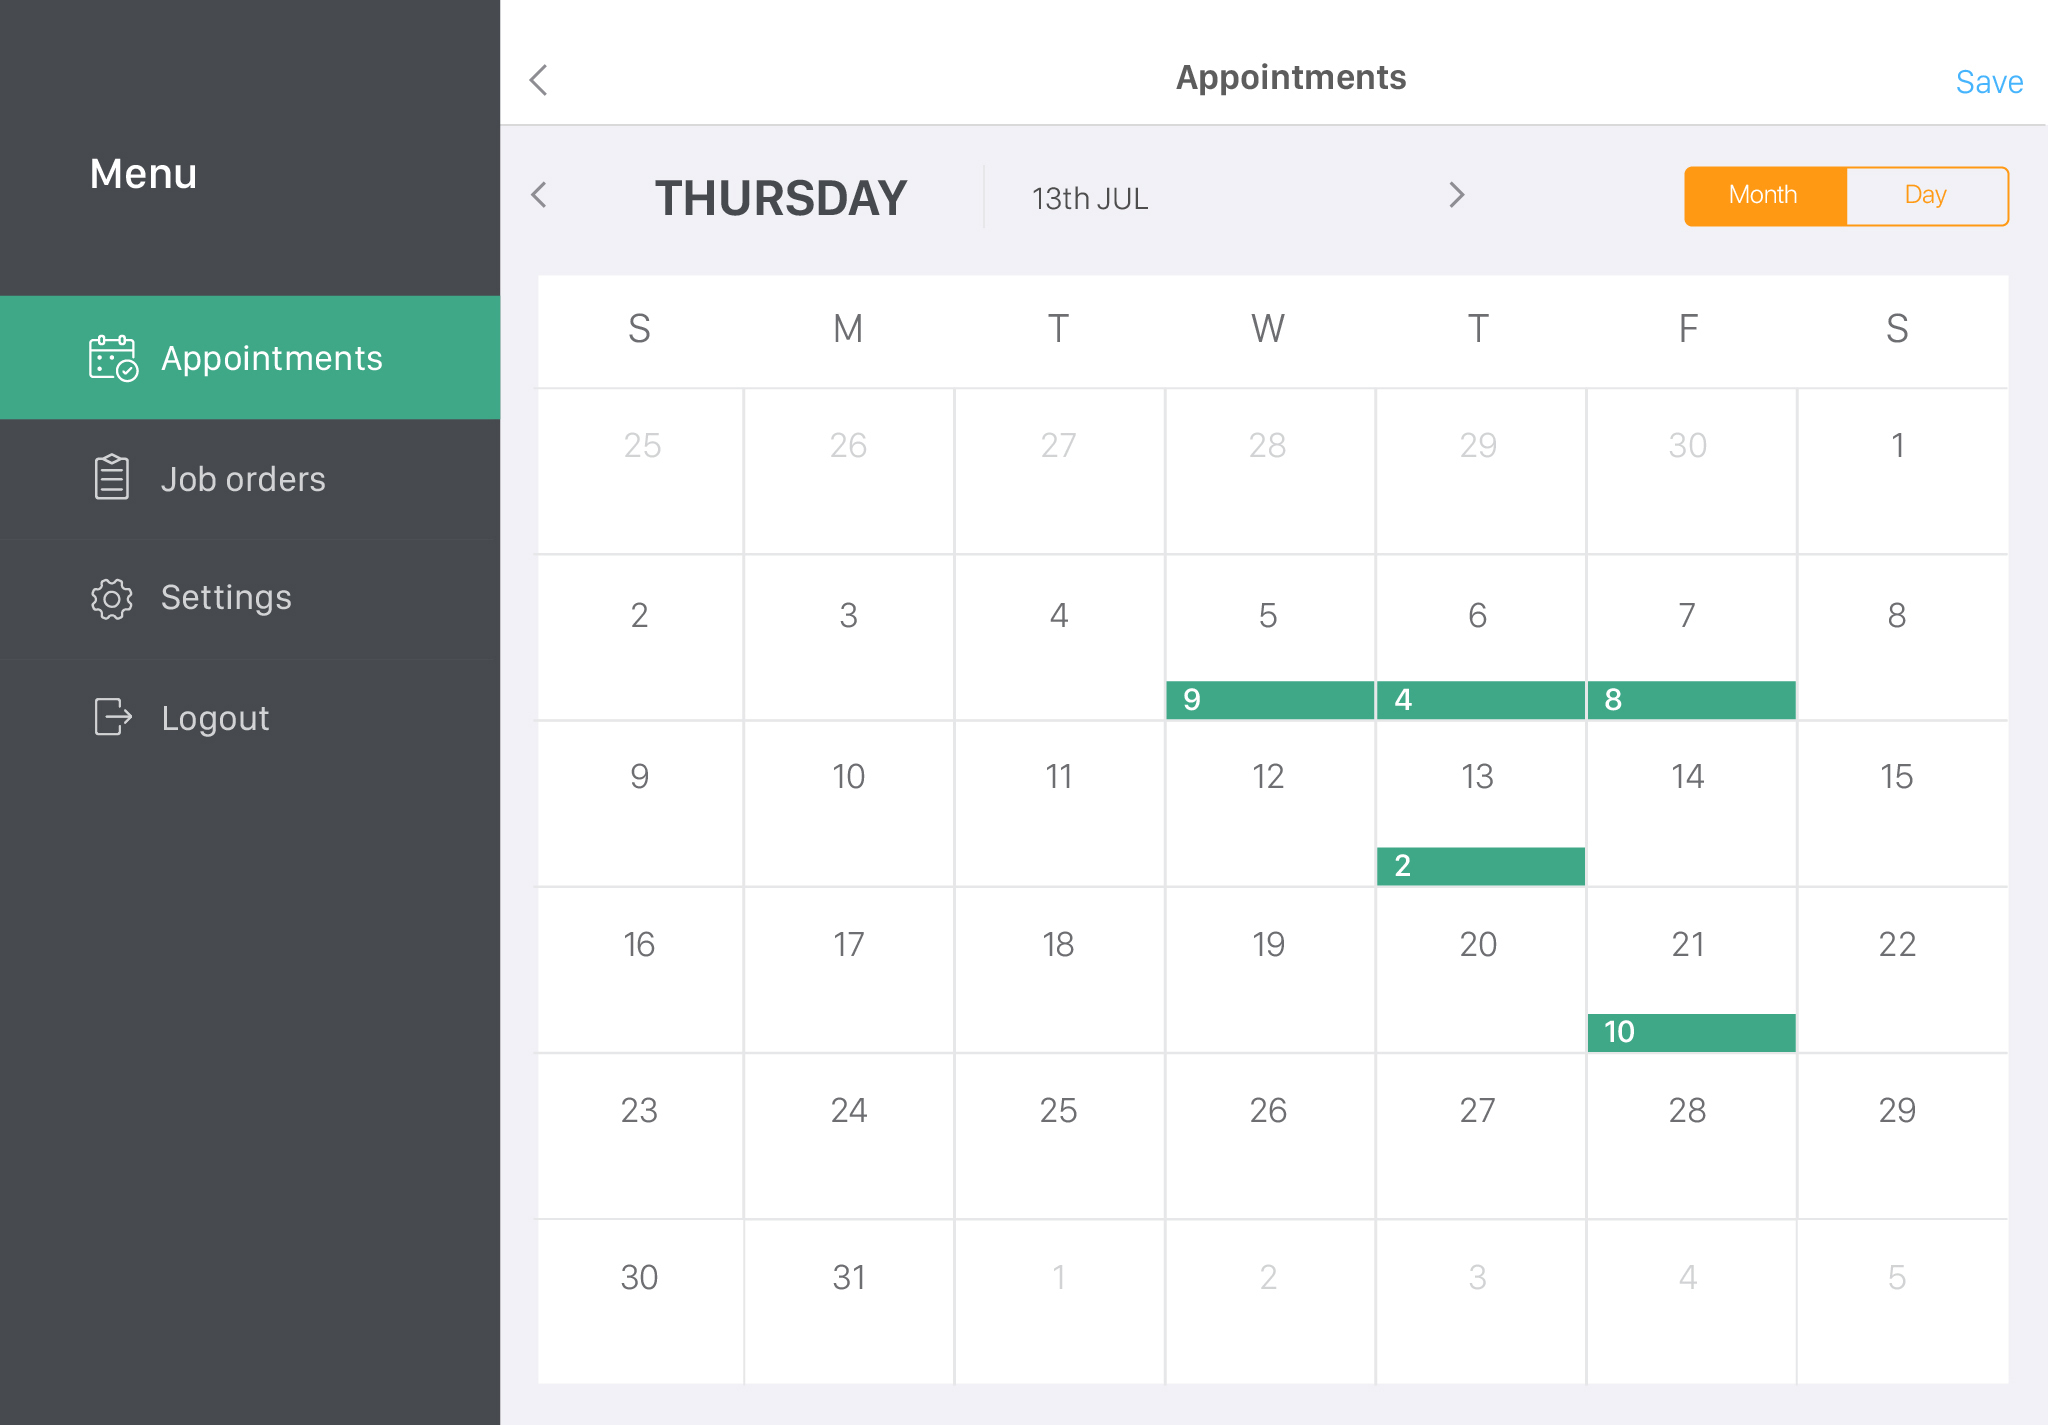 Menu
Appointments
Job orders
Settings
Logout
Appointments
Save
THURSDAY 13th JUL
Month Day
S M T W T F S
25 26 27 28 29 30 1
2 3 4 5 6 7 8
9 4 8
9 10 11 12 13 14 15
2
16 17 18 19 20 21 22
10
23 24 25 26 27 28 29
30 31 1 2 3 4 5